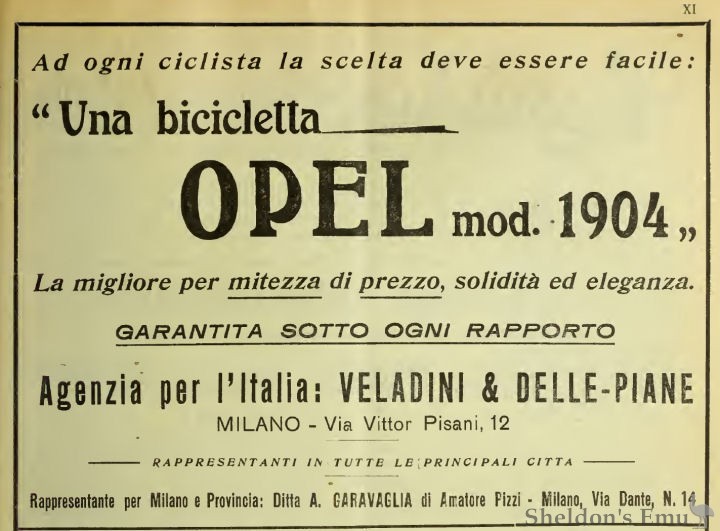 XI
Ad ogni ciclista la scelta deve essere facile:
“Una bicicletta
OPEL mod. 1904„
La migliore per mitezza di prezzo, solidità ed eleganza.
GARANTITA SOTTO OGNI RAPPORTO
Agenzia per l'Italia: VELADINI & DELLE-PIANE
MILANO - Via Vittor Pisani, 12
RAPPRESENTANTI IN TUTTE LE PRINCIPALI CITTA
Rappresentante per Milano e Provincia: Ditta A. GARAVAGLIA di Amatore Pizzi - Milano, Via Dante, N. 14
Sheldon's Emu